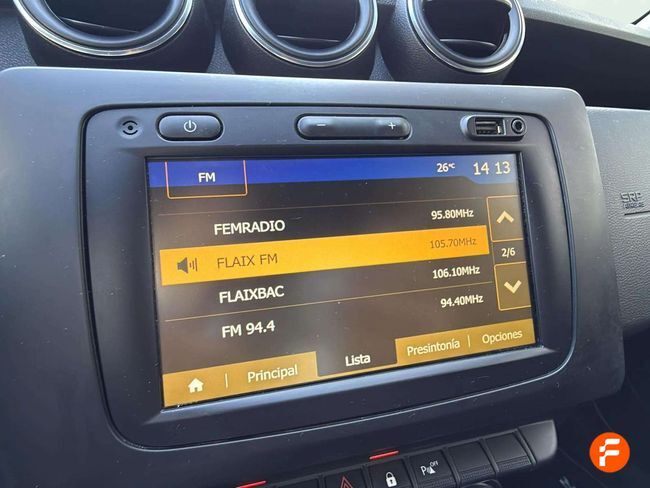 FM 26°C 14 13
FEMRADIO 95.80MHz
FLAIX FM 105.70MHz
2/6
FLAIXBAC 106.10MHz
FM 94.4 94.40MHz
Principal Lista Presintonía Opciones
SRP